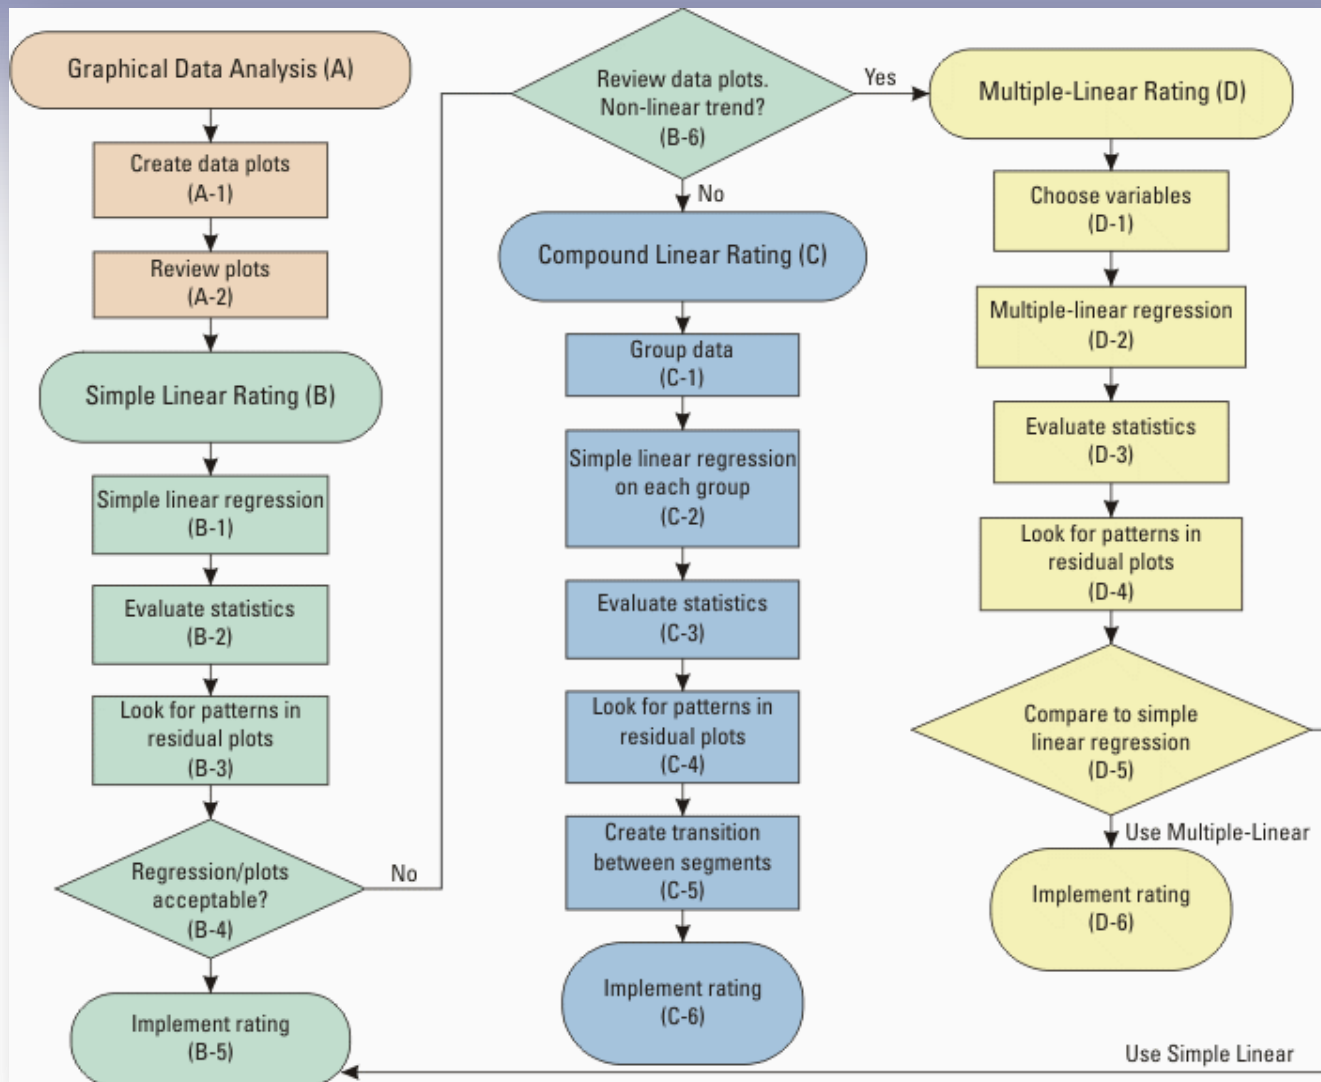 Graphical Data Analysis (A)
Create data plots
(A-1)
Review plots
(A-2)
Simple Linear Rating (B)
Simple linear regression
(B-1)
Evaluate statistics
(B-2)
Look for patterns in
residual plots
(B-3)
Regression/plots
acceptable?
(B-4)
No
Implement rating
(B-5)
Review data plots.
Non-linear trend?
(B-6)
Yes
No
Compound Linear Rating (C)
Group data
(C-1)
Simple linear regression
on each group
(C-2)
Evaluate statistics
(C-3)
Look for patterns in
residual plots
(C-4)
Create transition
between segments
(C-5)
Implement rating
(C-6)
Multiple-Linear Rating (D)
Choose variables
(D-1)
Multiple-linear regression
(D-2)
Evaluate statistics
(D-3)
Look for patterns in
residual plots
(D-4)
Compare to simple
linear regression
(D-5)
Use Multiple-Linear
Implement rating
(D-6)
Use Simple Linear